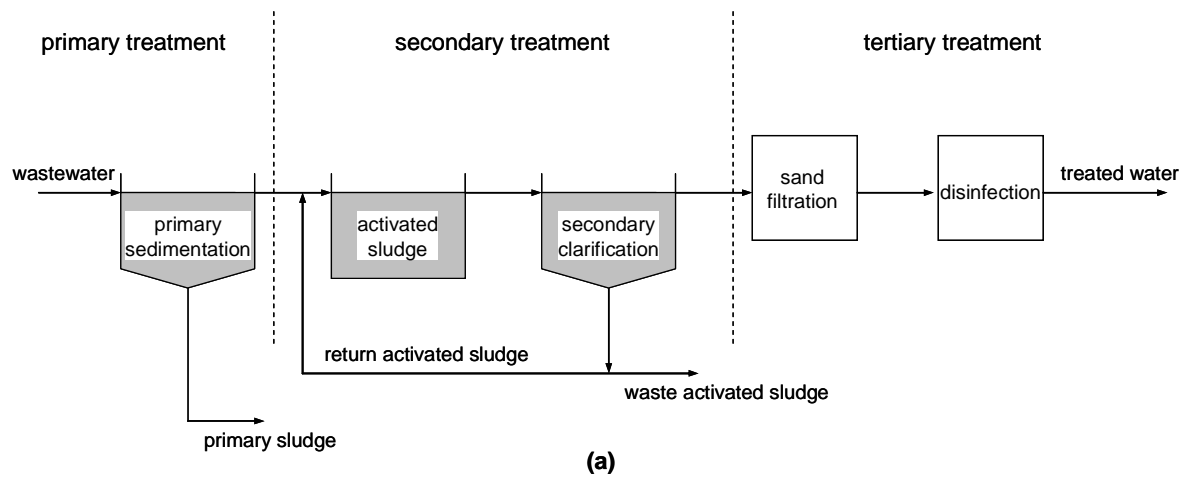 primary treatment
secondary treatment
tertiary treatment
wastewater
primary
sedimentation
activated
sludge
secondary
clarification
sand
filtration
disinfection
treated water
return activated sludge
waste activated sludge
primary sludge
(a)